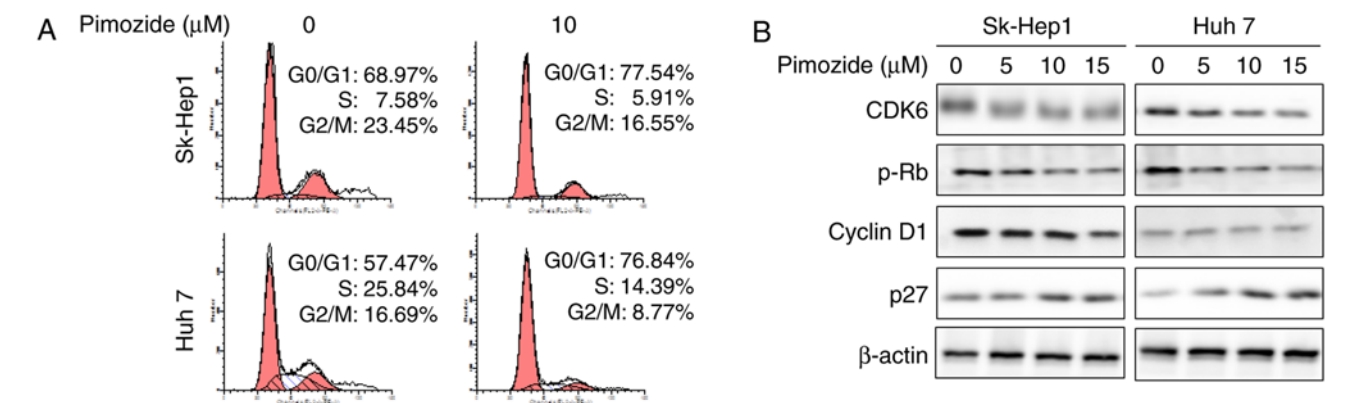 A
Pimozide (μM) 0 10
Sk-Hep1
G0/G1: 68.97%
S: 7.58%
G2/M: 23.45%
G0/G1: 77.54%
S: 5.91%
G2/M: 16.55%
Huh 7
G0/G1: 57.47%
S: 25.84%
G2/M: 16.69%
G0/G1: 76.84%
S: 14.39%
G2/M: 8.77%
B
Sk-Hep1 Huh 7
Pimozide (μM) 0 5 10 15 0 5 10 15
CDK6
p-Rb
Cyclin D1
p27
β-actin